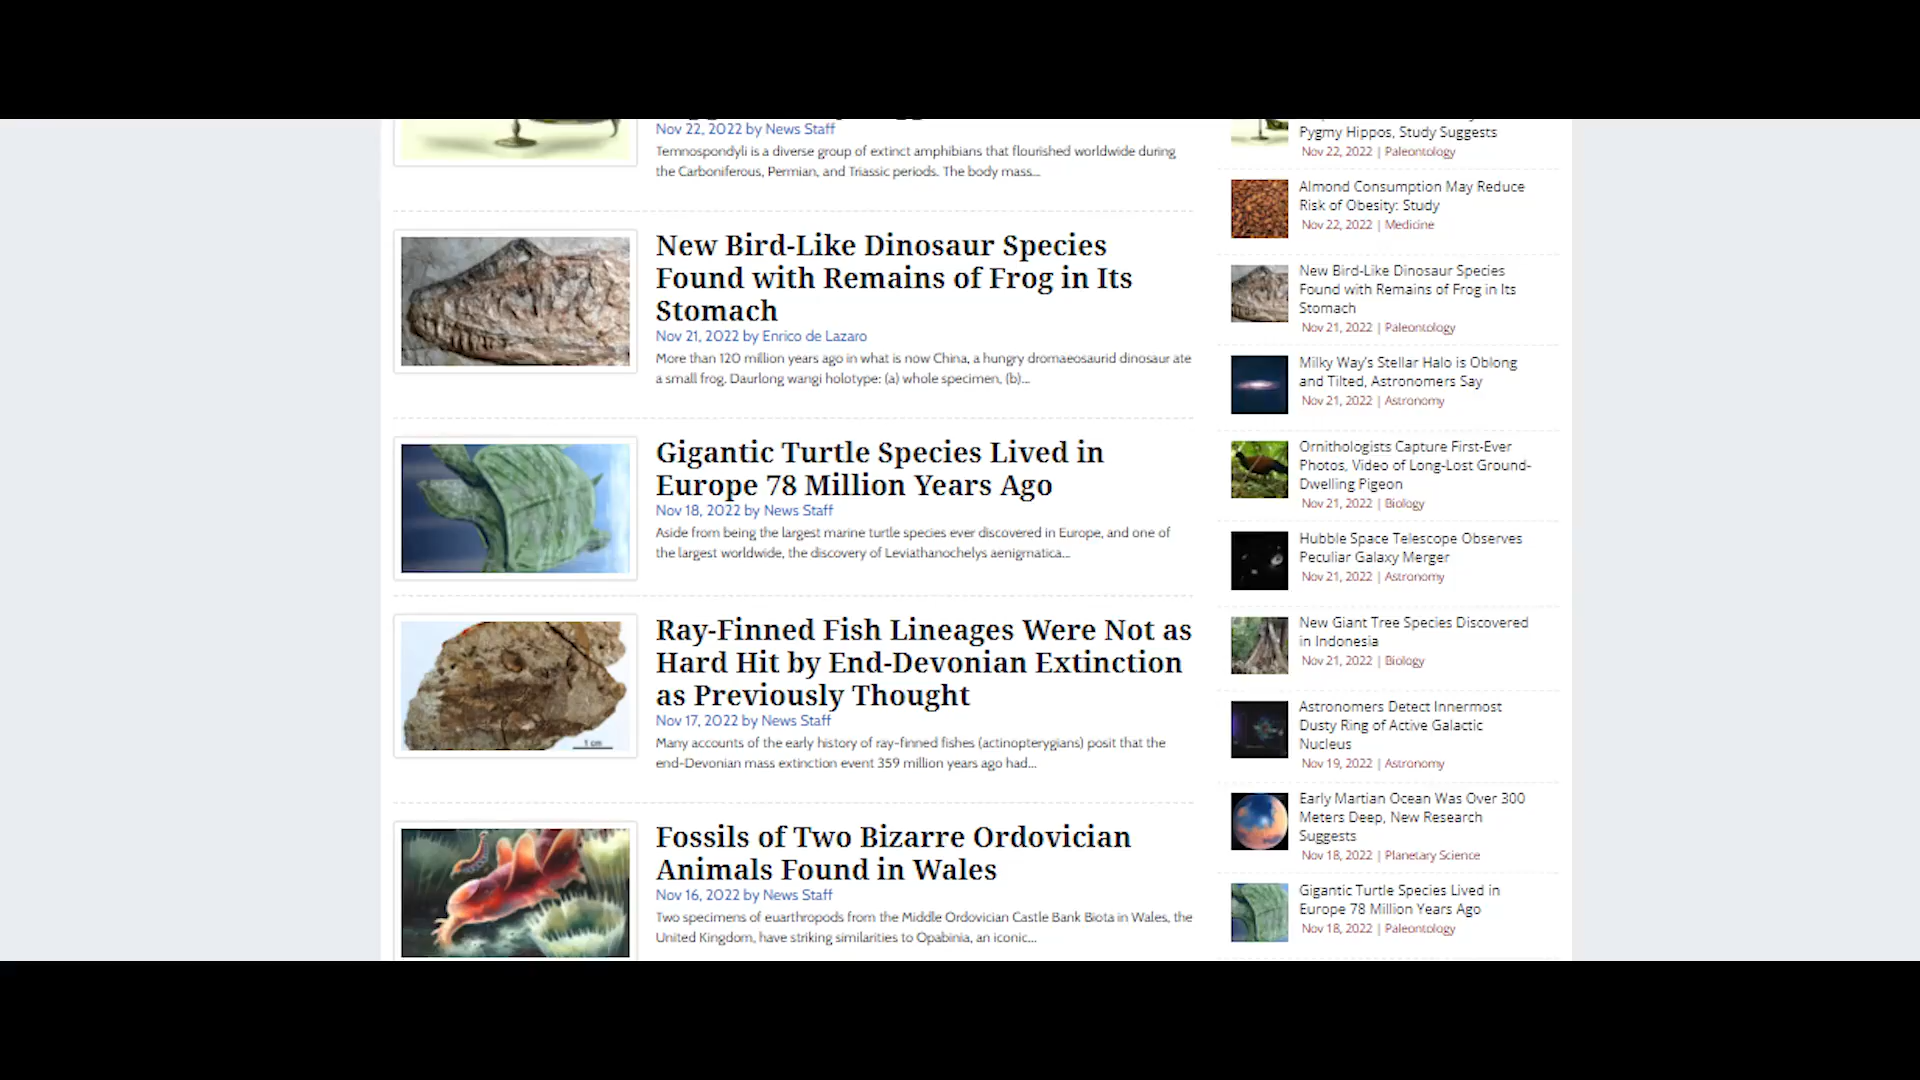 Nov 22, 2022 by News Staff
Temnospondyli is a diverse group of extinct amphibians that flourished worldwide during
the Carboniferous, Permian, and Triassic periods. The body mass...
New Bird-Like Dinosaur Species
Found with Remains of Frog in Its
Stomach
Nov 21, 2022 by Enrico de Lazaro
More than 120 million years ago in what is now China, a hungry dromaeosaurid dinosaur ate
a small frog. Daurlong wangi holotype: (a) whole specimen, (b)...
Gigantic Turtle Species Lived in
Europe 78 Million Years Ago
Nov 18, 2022 by News Staff
Aside from being the largest marine turtle species ever discovered in Europe, and one of
the largest worldwide, the discovery of Leviathanochelys aenigmatica...
Ray-Finned Fish Lineages Were Not as
Hard Hit by End-Devonian Extinction
as Previously Thought
Nov 17, 2022 by News Staff
Many accounts of the early history of ray-finned fishes (actinopterygians) posit that the
end-Devonian mass extinction event 359 million years ago had...
1 cm
Fossils of Two Bizarre Ordovician
Animals Found in Wales
Nov 16, 2022 by News Staff
Two specimens of euarthropods from the Middle Ordovician Castle Bank Biota in Wales, the
United Kingdom, have striking similarities to Opabinia, an iconic...
Pygmy Hippos, Study Suggests
Nov 22, 2022 | Paleontology
Almond Consumption May Reduce
Risk of Obesity: Study
Nov 22, 2022 | Medicine
New Bird-Like Dinosaur Species
Found with Remains of Frog in Its
Stomach
Nov 21, 2022 | Paleontology
Milky Way's Stellar Halo is Oblong
and Tilted, Astronomers Say
Nov 21, 2022 | Astronomy
Ornithologists Capture First-Ever
Photos, Video of Long-Lost Ground-
Dwelling Pigeon
Nov 21, 2022 | Biology
Hubble Space Telescope Observes
Peculiar Galaxy Merger
Nov 21, 2022 | Astronomy
New Giant Tree Species Discovered
in Indonesia
Nov 21, 2022 | Biology
Astronomers Detect Innermost
Dusty Ring of Active Galactic
Nucleus
Nov 19, 2022 | Astronomy
Early Martian Ocean Was Over 300
Meters Deep, New Research
Suggests
Nov 18, 2022 | Planetary Science
Gigantic Turtle Species Lived in
Europe 78 Million Years Ago
Nov 18, 2022 | Paleontology